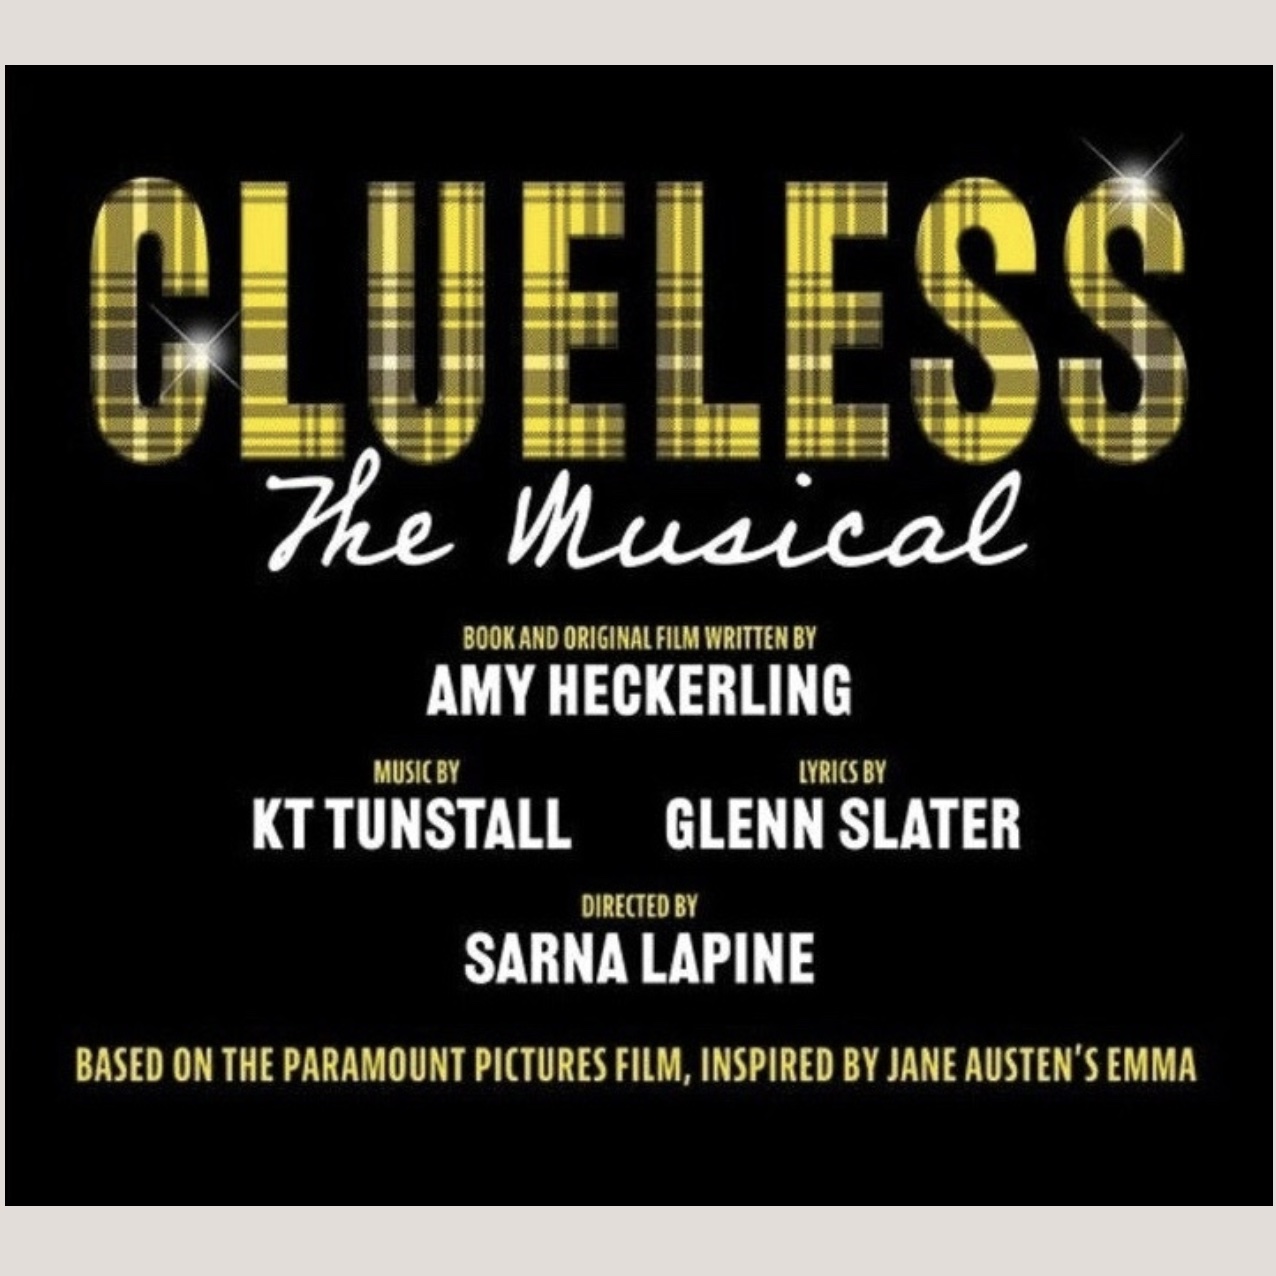 CLUELESS
The Musical
BOOK AND ORIGINAL FILM WRITTEN BY
AMY HECKERLING
MUSIC BY
KT TUNSTALL
LYRICS BY
GLENN SLATER
DIRECTED BY
SARNA LAPINE
BASED ON THE PARAMOUNT PICTURES FILM, INSPIRED BY JANE AUSTEN'S EMMA